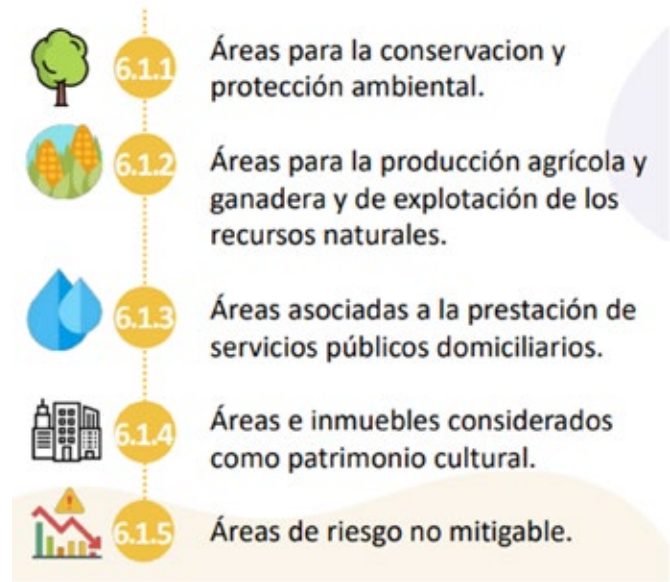 6.1.1
Áreas para la conservacion y
protección ambiental.
6.1.2
Áreas para la producción agrícola y
ganadera y de explotación de los
recursos naturales.
6.1.3
Áreas asociadas a la prestación de
servicios públicos domiciliarios.
6.1.4
Áreas e inmuebles considerados
como patrimonio cultural.
6.1.5
Áreas de riesgo no mitigable.